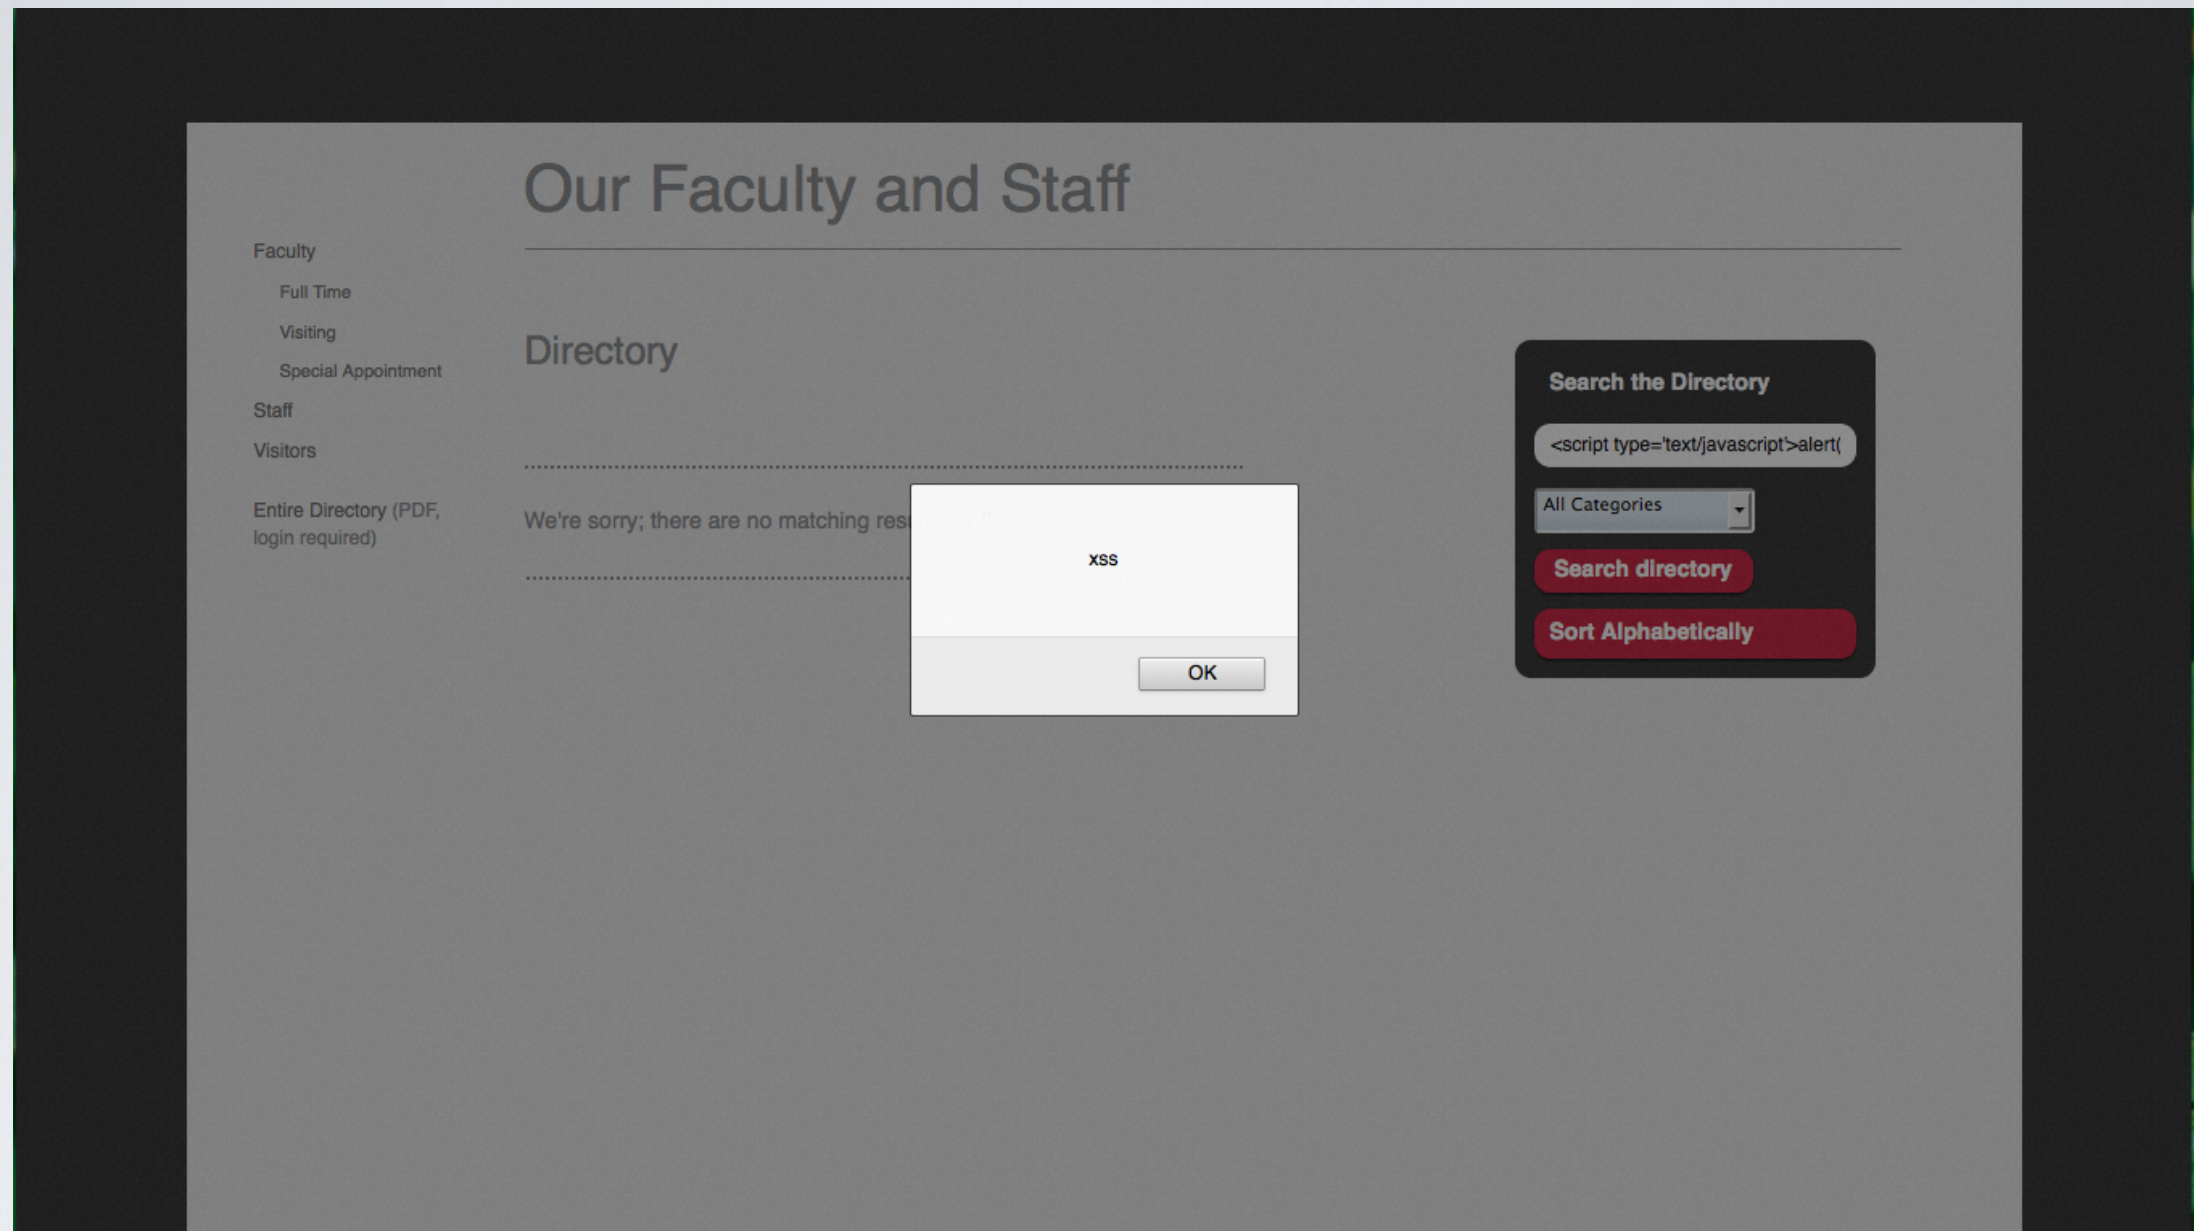 Our Faculty and Staff
Faculty
Full Time
Visiting
Special Appointment
Staff
Visitors
Entire Directory (PDF,
login required)
Directory
We're sorry; there are no matching
xss
OK
Search the Directory
<script type='text/javascript'>alert(
All Categories
Search directory
Sort Alphabetically